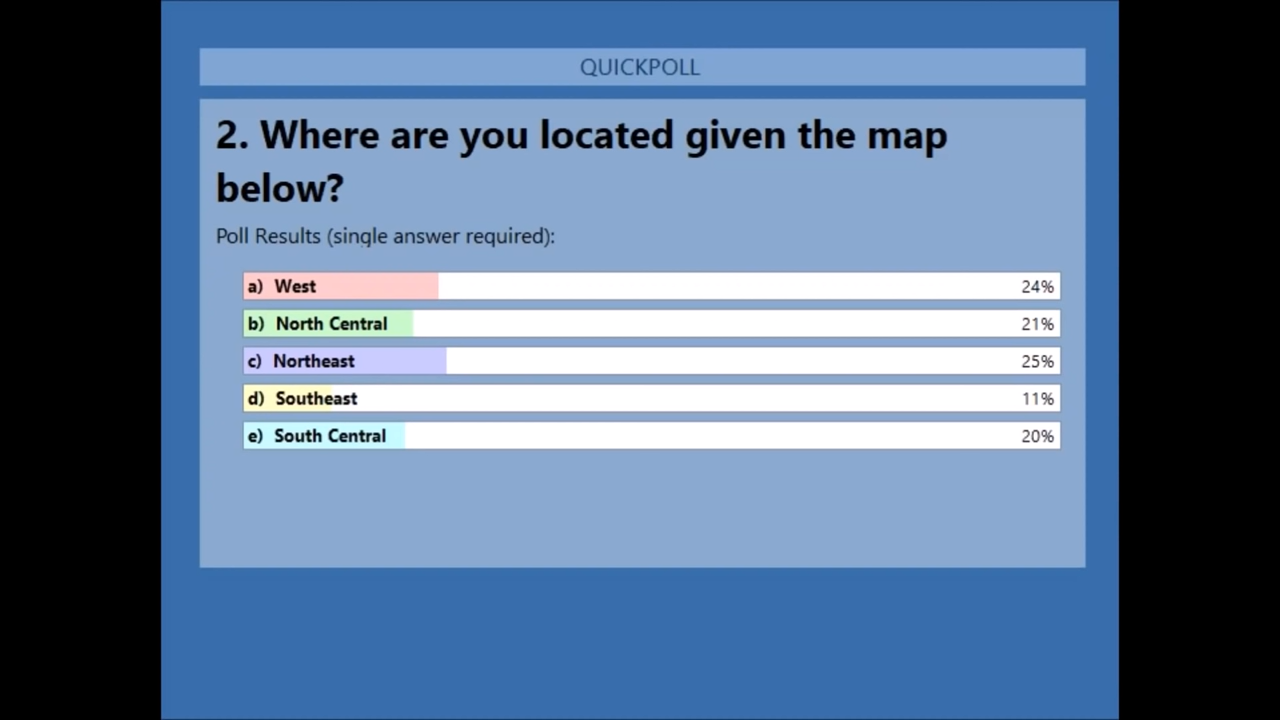 QUICKPOLL
2. Where are you located given the map
below?
Poll Results (single answer required):
a) West 24%
b) North Central 21%
c) Northeast 25%
d) Southeast 11%
e) South Central 20%